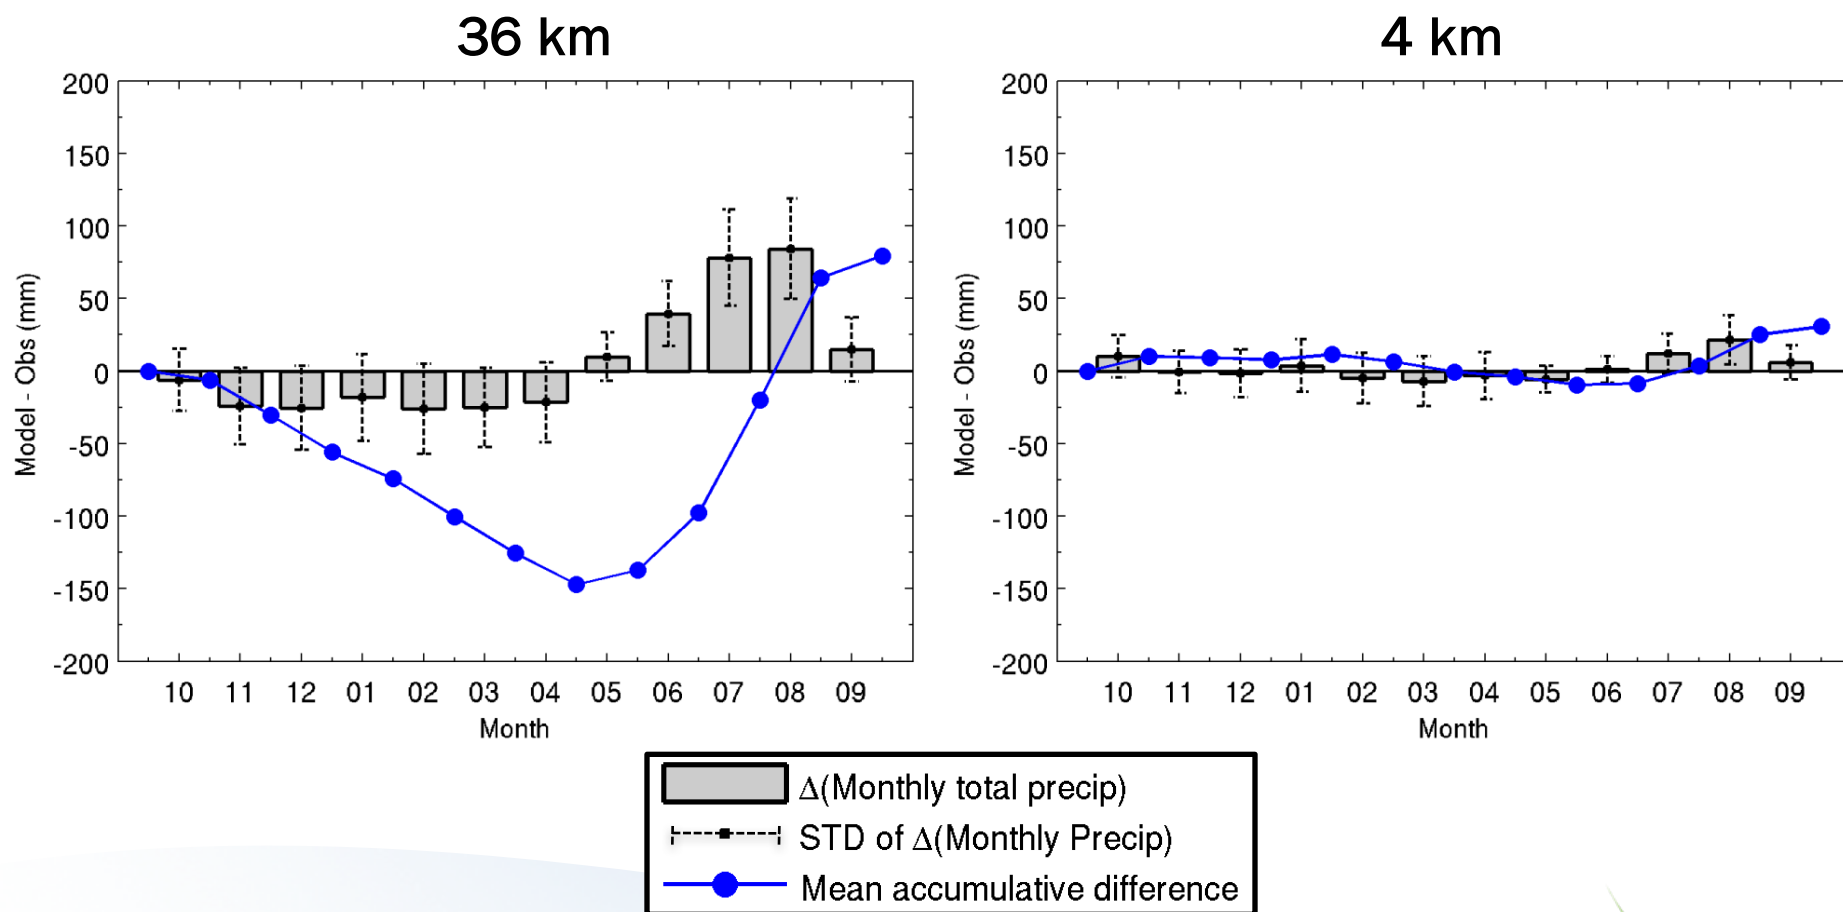 36 km
4 km
200
150
100
50
0
-50
-100
-150
-200
Model - Obs (mm)
10 11 12 01 02 03 04 05 06 07 08 09
Month
200
150
100
50
0
-50
-100
-150
-200
Model - Obs (mm)
10 11 12 01 02 03 04 05 06 07 08 09
Month
Δ(Monthly total precip)
STD of Δ(Monthly Precip)
Mean accumulative difference